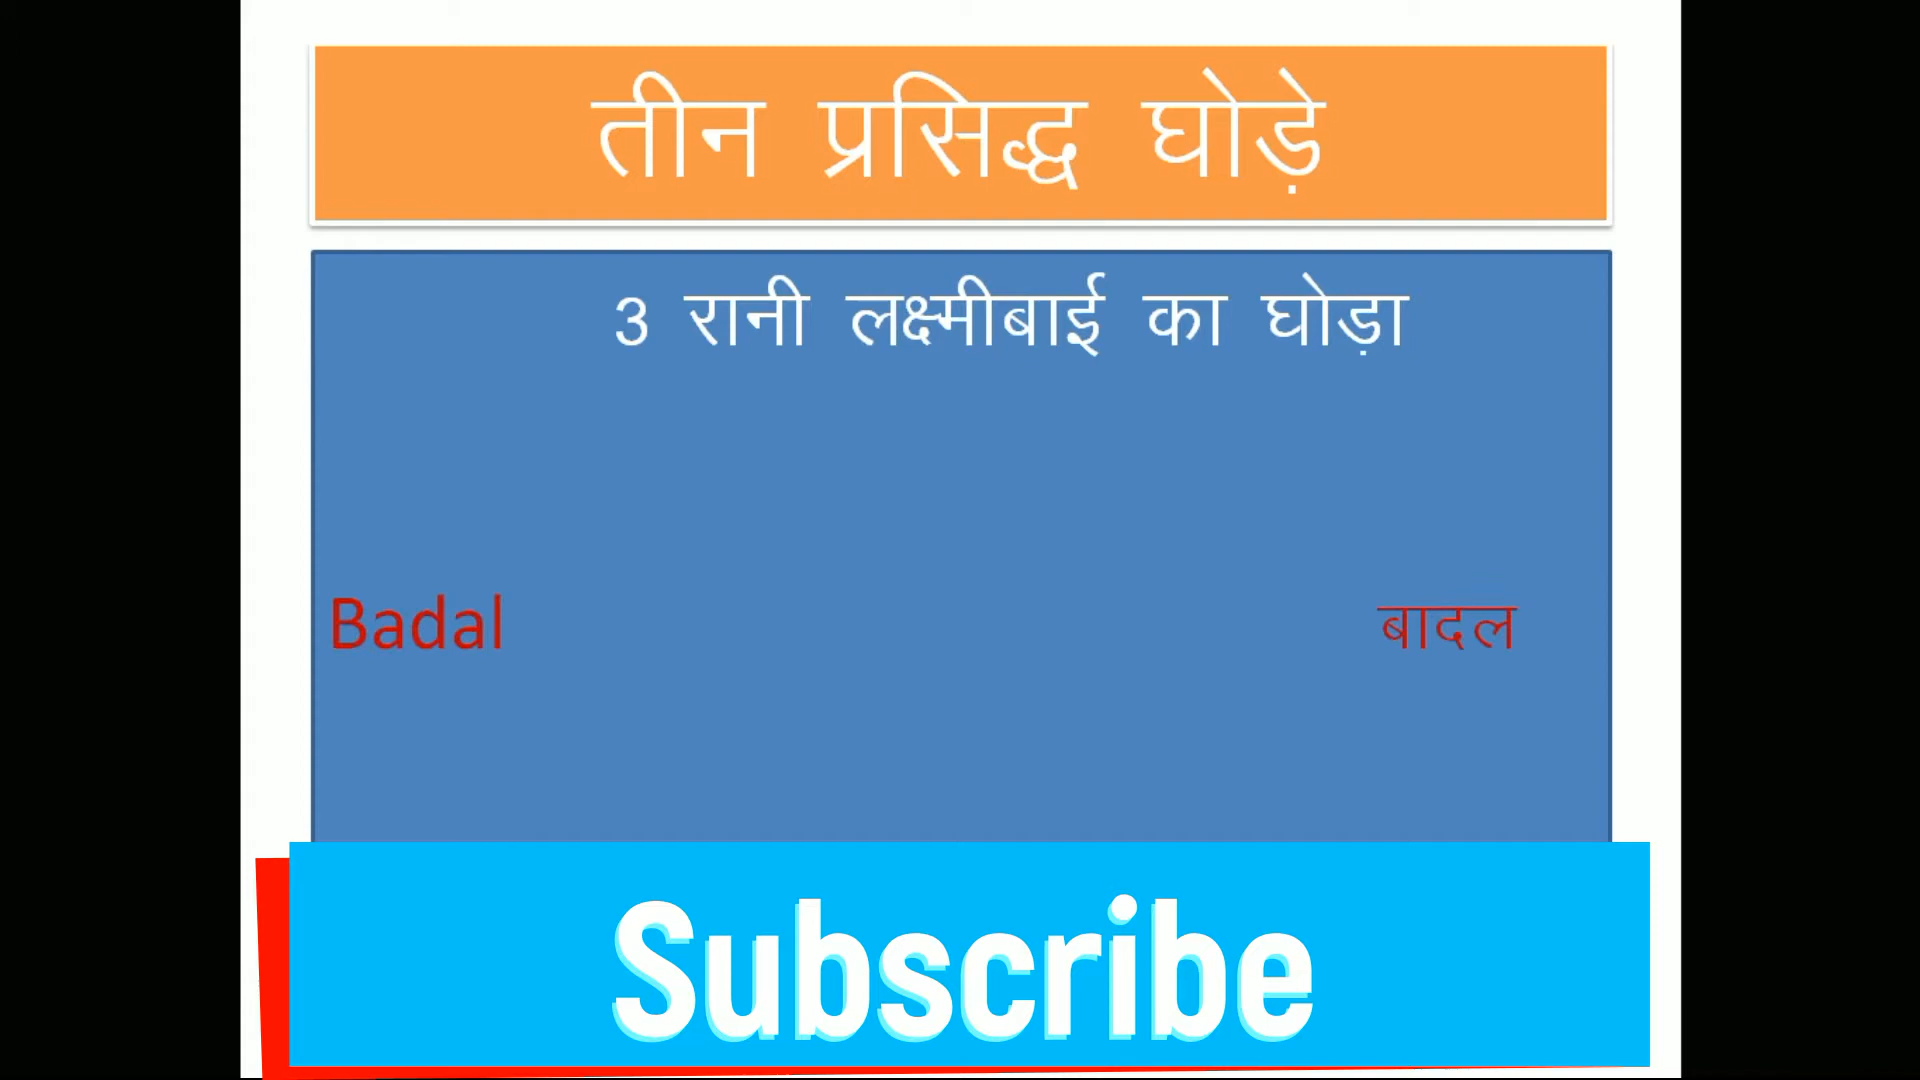 तीन प्रसिद्ध घोड़े
3 रानी लक्ष्मीबाई का घोड़ा
Badal बादल
Subscribe